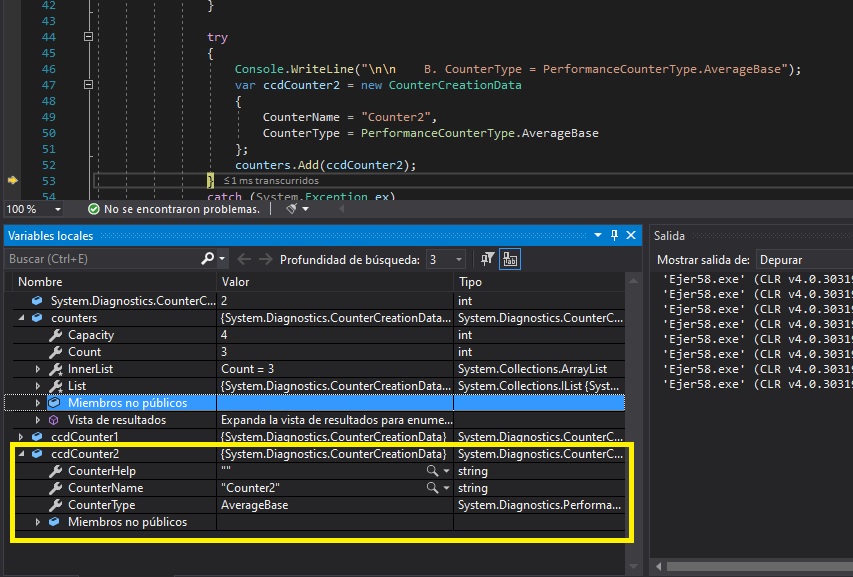 42 }
43
44 try
45 {
46 Console.WriteLine("\n\n    B. CounterType = PerformanceCounterType.AverageBase");
47 var ccdCounter2 = new CounterCreationData
48 {
49 CounterName = "Counter2",
50 CounterType = PerformanceCounterType.AverageBase
51 };
52 counters.Add(ccdCounter2);
53 } ≤1 ms transcurridos
54 catch (System.Exception ex)
100 % No se encontraron problemas.
Variables locales
Buscar (Ctrl+E) Profundidad de búsqueda: 3
Nombre Valor Tipo
System.Diagnostics.CounterC... 2 int
counters {System.Diagnostics.CounterCreationData... System.Diagnostics.CounterC...
Capacity 4 int
Count 3 int
InnerList Count = 3 System.Collections.ArrayList
List {System.Diagnostics.CounterCreationData... System.Collections.IList {Syst...
Miembros no públicos
Vista de resultados Expanda la vista de resultados para enume...
ccdCounter1 {System.Diagnostics.CounterCreationData} System.Diagnostics.CounterC...
ccdCounter2 {System.Diagnostics.CounterCreationData} System.Diagnostics.CounterC...
CounterHelp "" string
CounterName "Counter2" string
CounterType AverageBase System.Diagnostics.Performa...
Miembros no públicos
Salida
Mostrar salida de: Depurar
'Ejer58.exe' (CLR v4.0.30319
'Ejer58.exe' (CLR v4.0.30319
'Ejer58.exe' (CLR v4.0.30319
'Ejer58.exe' (CLR v4.0.30319
'Ejer58.exe' (CLR v4.0.30319
'Ejer58.exe' (CLR v4.0.30319
'Ejer58.exe' (CLR v4.0.30319
'Ejer58.exe' (CLR v4.0.30319